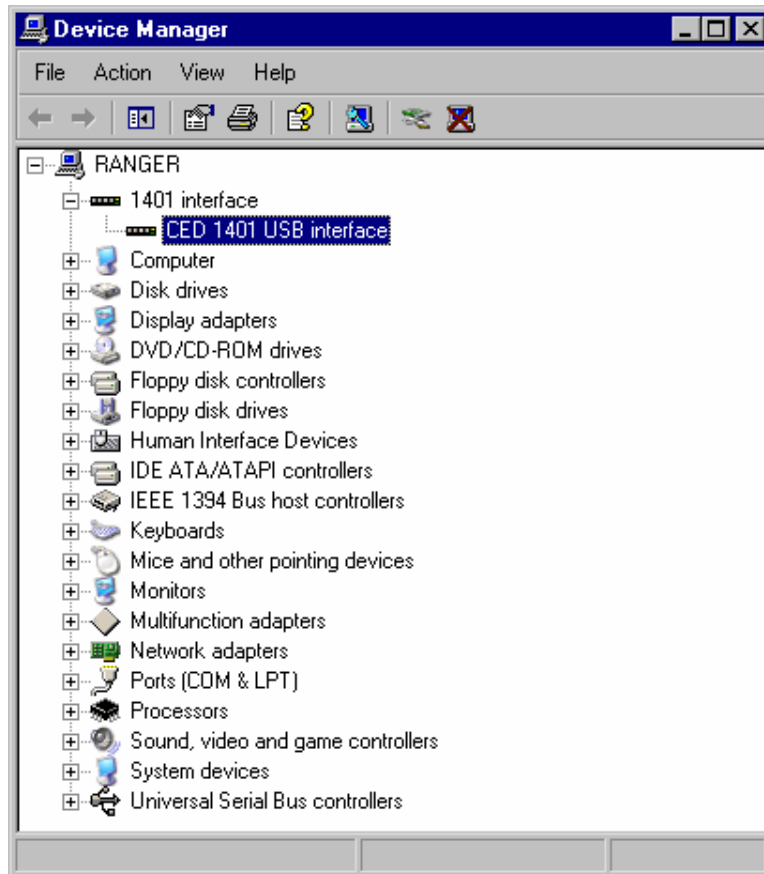 Device Manager
File Action View Help
RANGER
1401 interface
CED 1401 USB interface
Computer
Disk drives
Display adapters
DVD/CD-ROM drives
Floppy disk controllers
Floppy disk drives
Human Interface Devices
IDE ATA/ATAPI controllers
IEEE 1394 Bus host controllers
Keyboards
Mice and other pointing devices
Monitors
Multifunction adapters
Network adapters
Ports (COM & LPT)
Processors
Sound, video and game controllers
System devices
Universal Serial Bus controllers